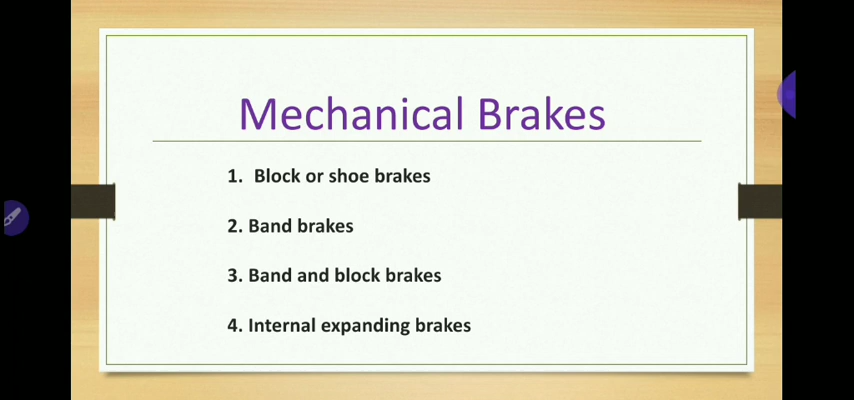 Mechanical Brakes
1. Block or shoe brakes
2. Band brakes
3. Band and block brakes
4. Internal expanding brakes